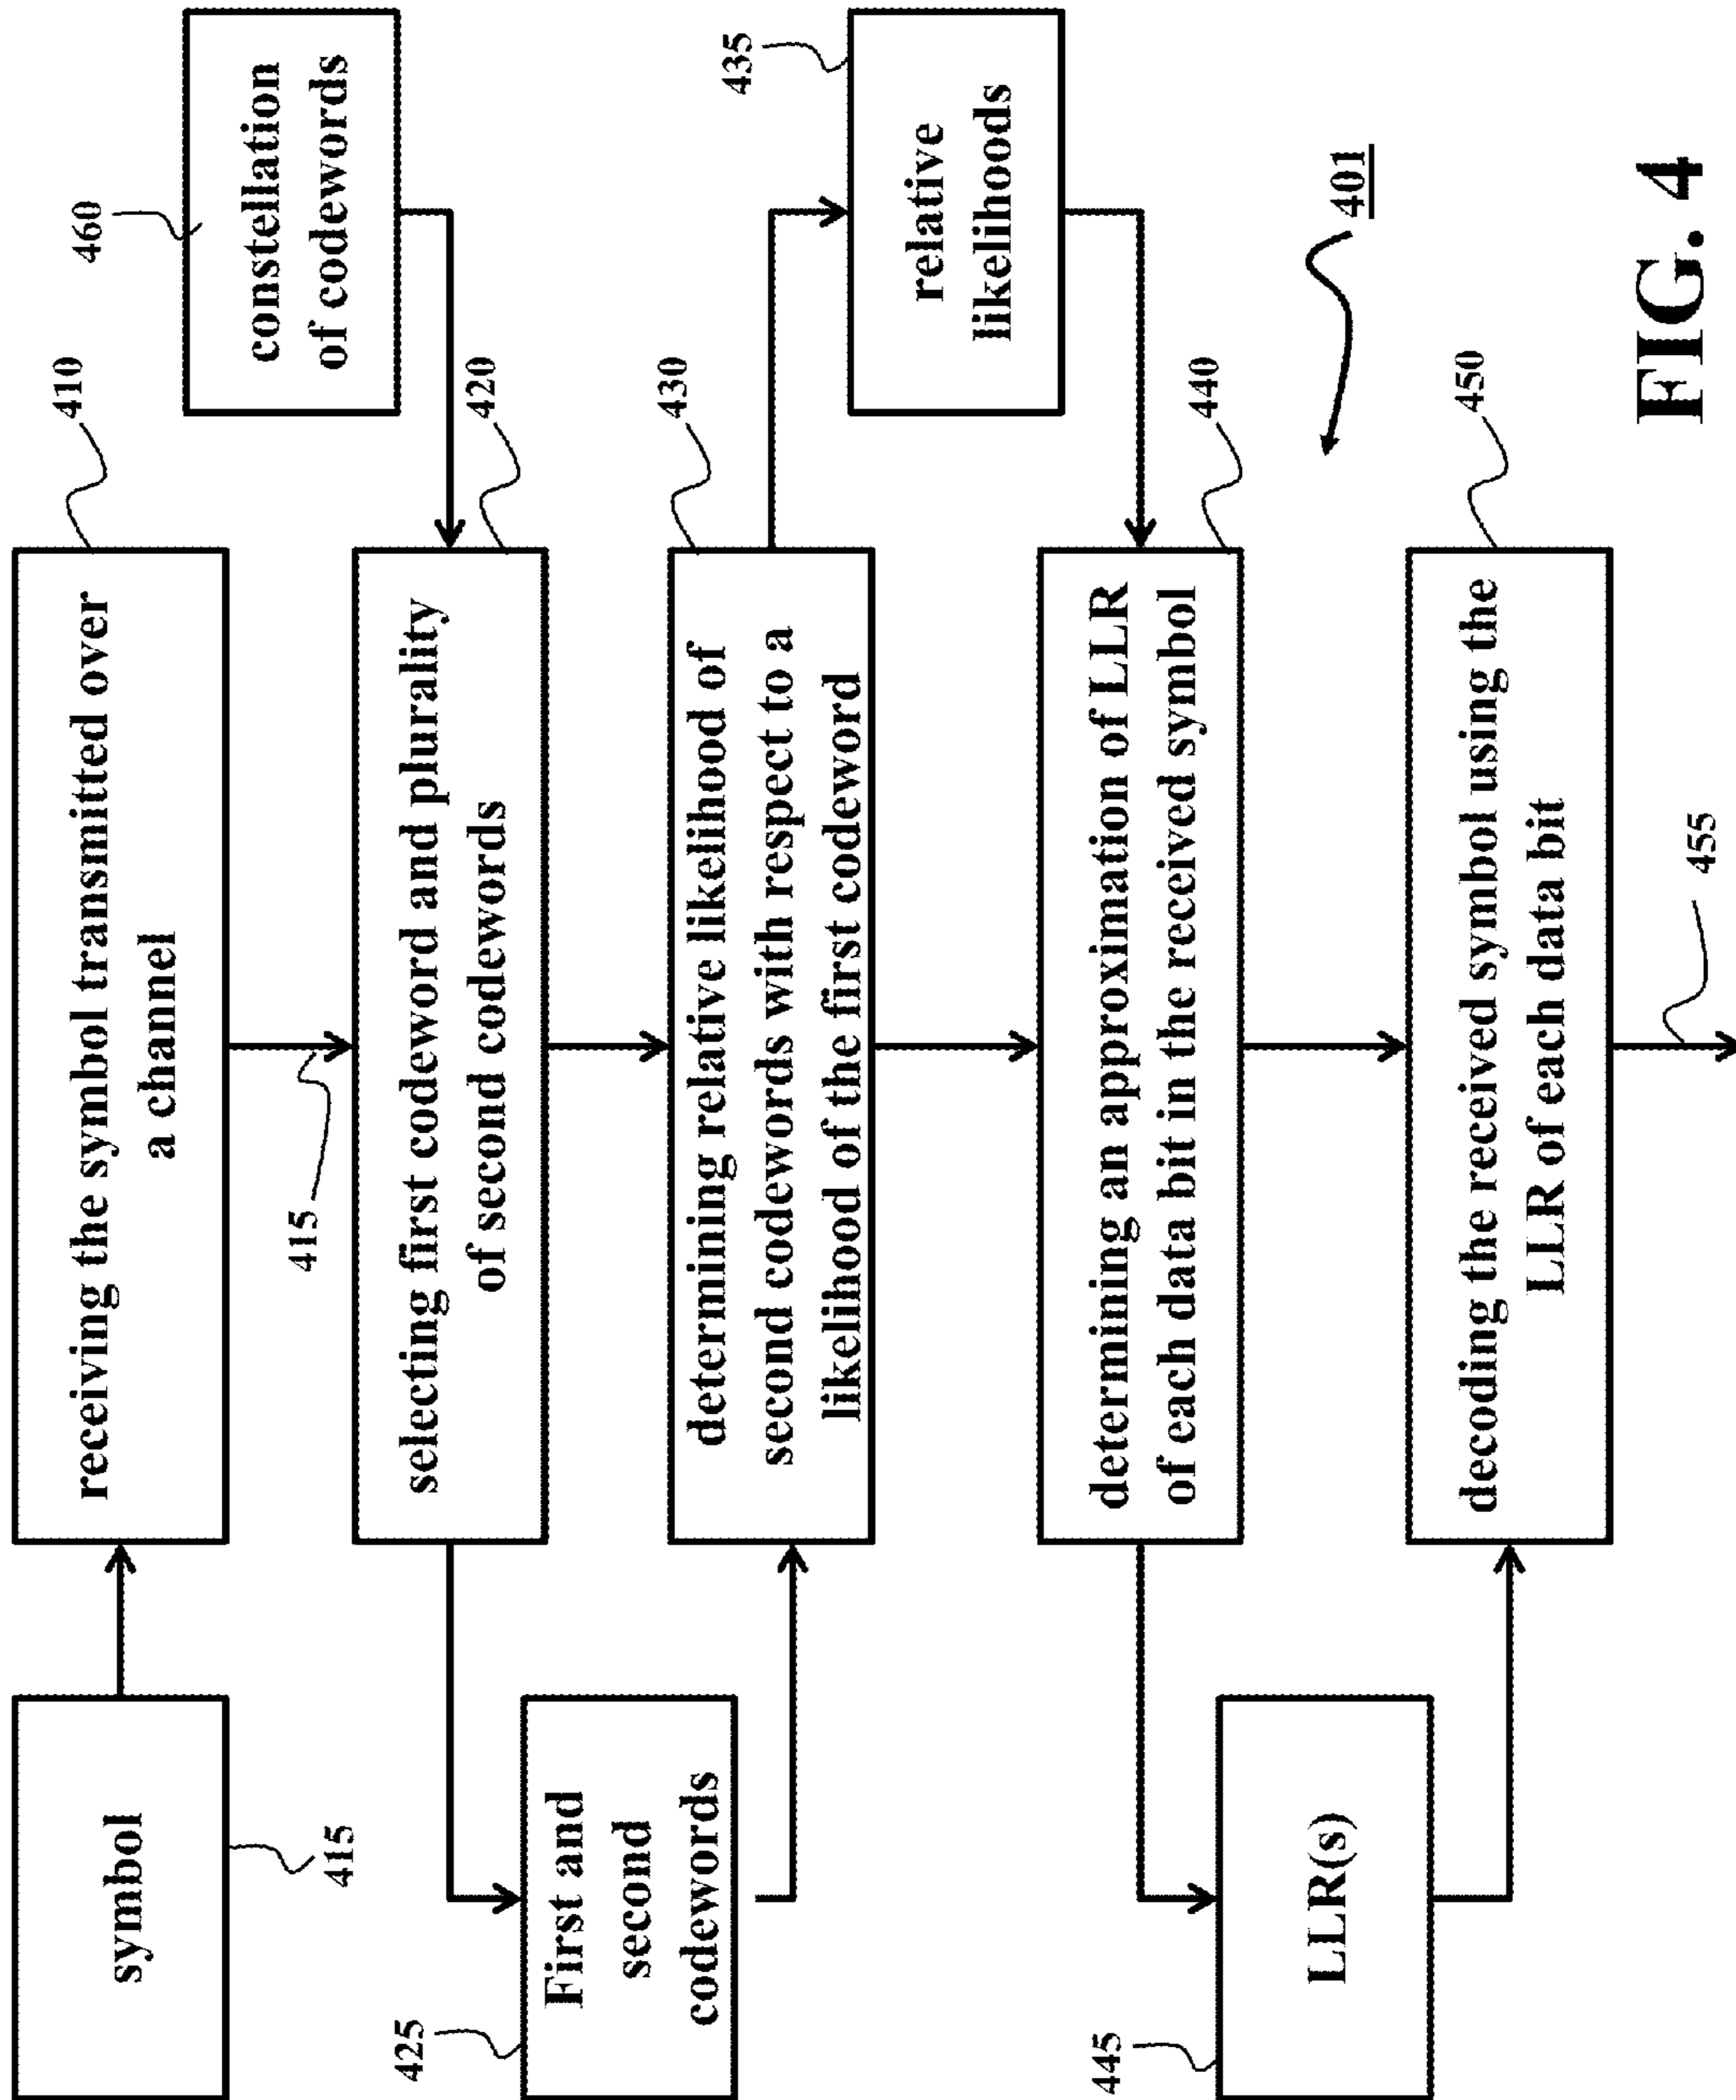 symbol
415
receiving the symbol transmitted over
a channel
410
415
constellation
of codewords
460
selecting first codeword and plurality
of second codewords
420
First and
second
codewords
425
determining relative likelihood of
second codewords with respect to a
likelihood of the first codeword
430
relative
likelihoods
435
determining an approximation of LLR
of each data bit in the received symbol
440
LLR(s)
445
decoding the received symbol using the
LLR of each data bit
450
455
401
FIG. 4